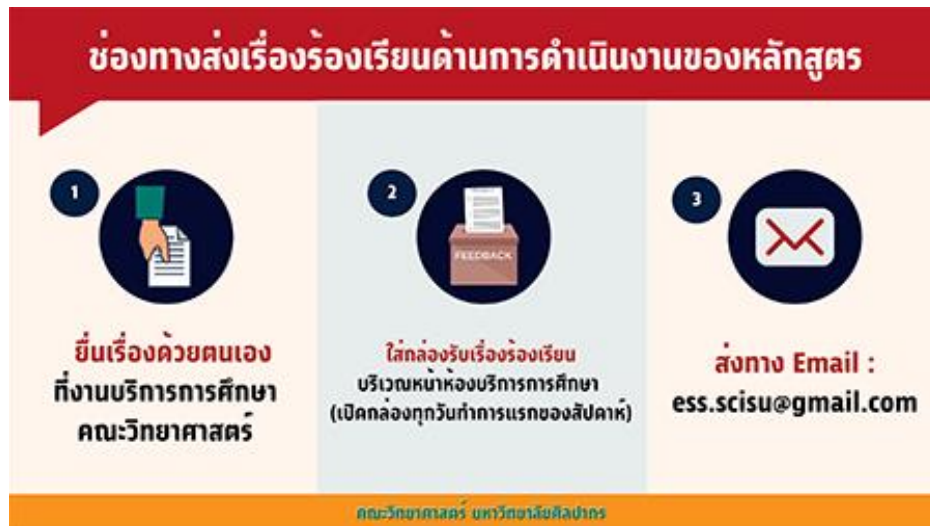 ช่องทางส่งเรื่องร้องเรียนด้านการดำเนินงานของหลักสูตร
1
ยื่นเรื่องด้วยตนเอง
ที่งานบริการการศึกษา
คณะวิทยาศาสตร์
2
FEEDBACK
ใส่กล่องรับเรื่องร้องเรียน
บริเวณหน้าห้องบริการการศึกษา
(เปิดกล่องทุกวันทำการแรกของสัปดาห์)
3
ส่งทาง Email :
ess.scisu@gmail.com
คณะวิทยาศาสตร์ มหาวิทยาลัยศิลปากร